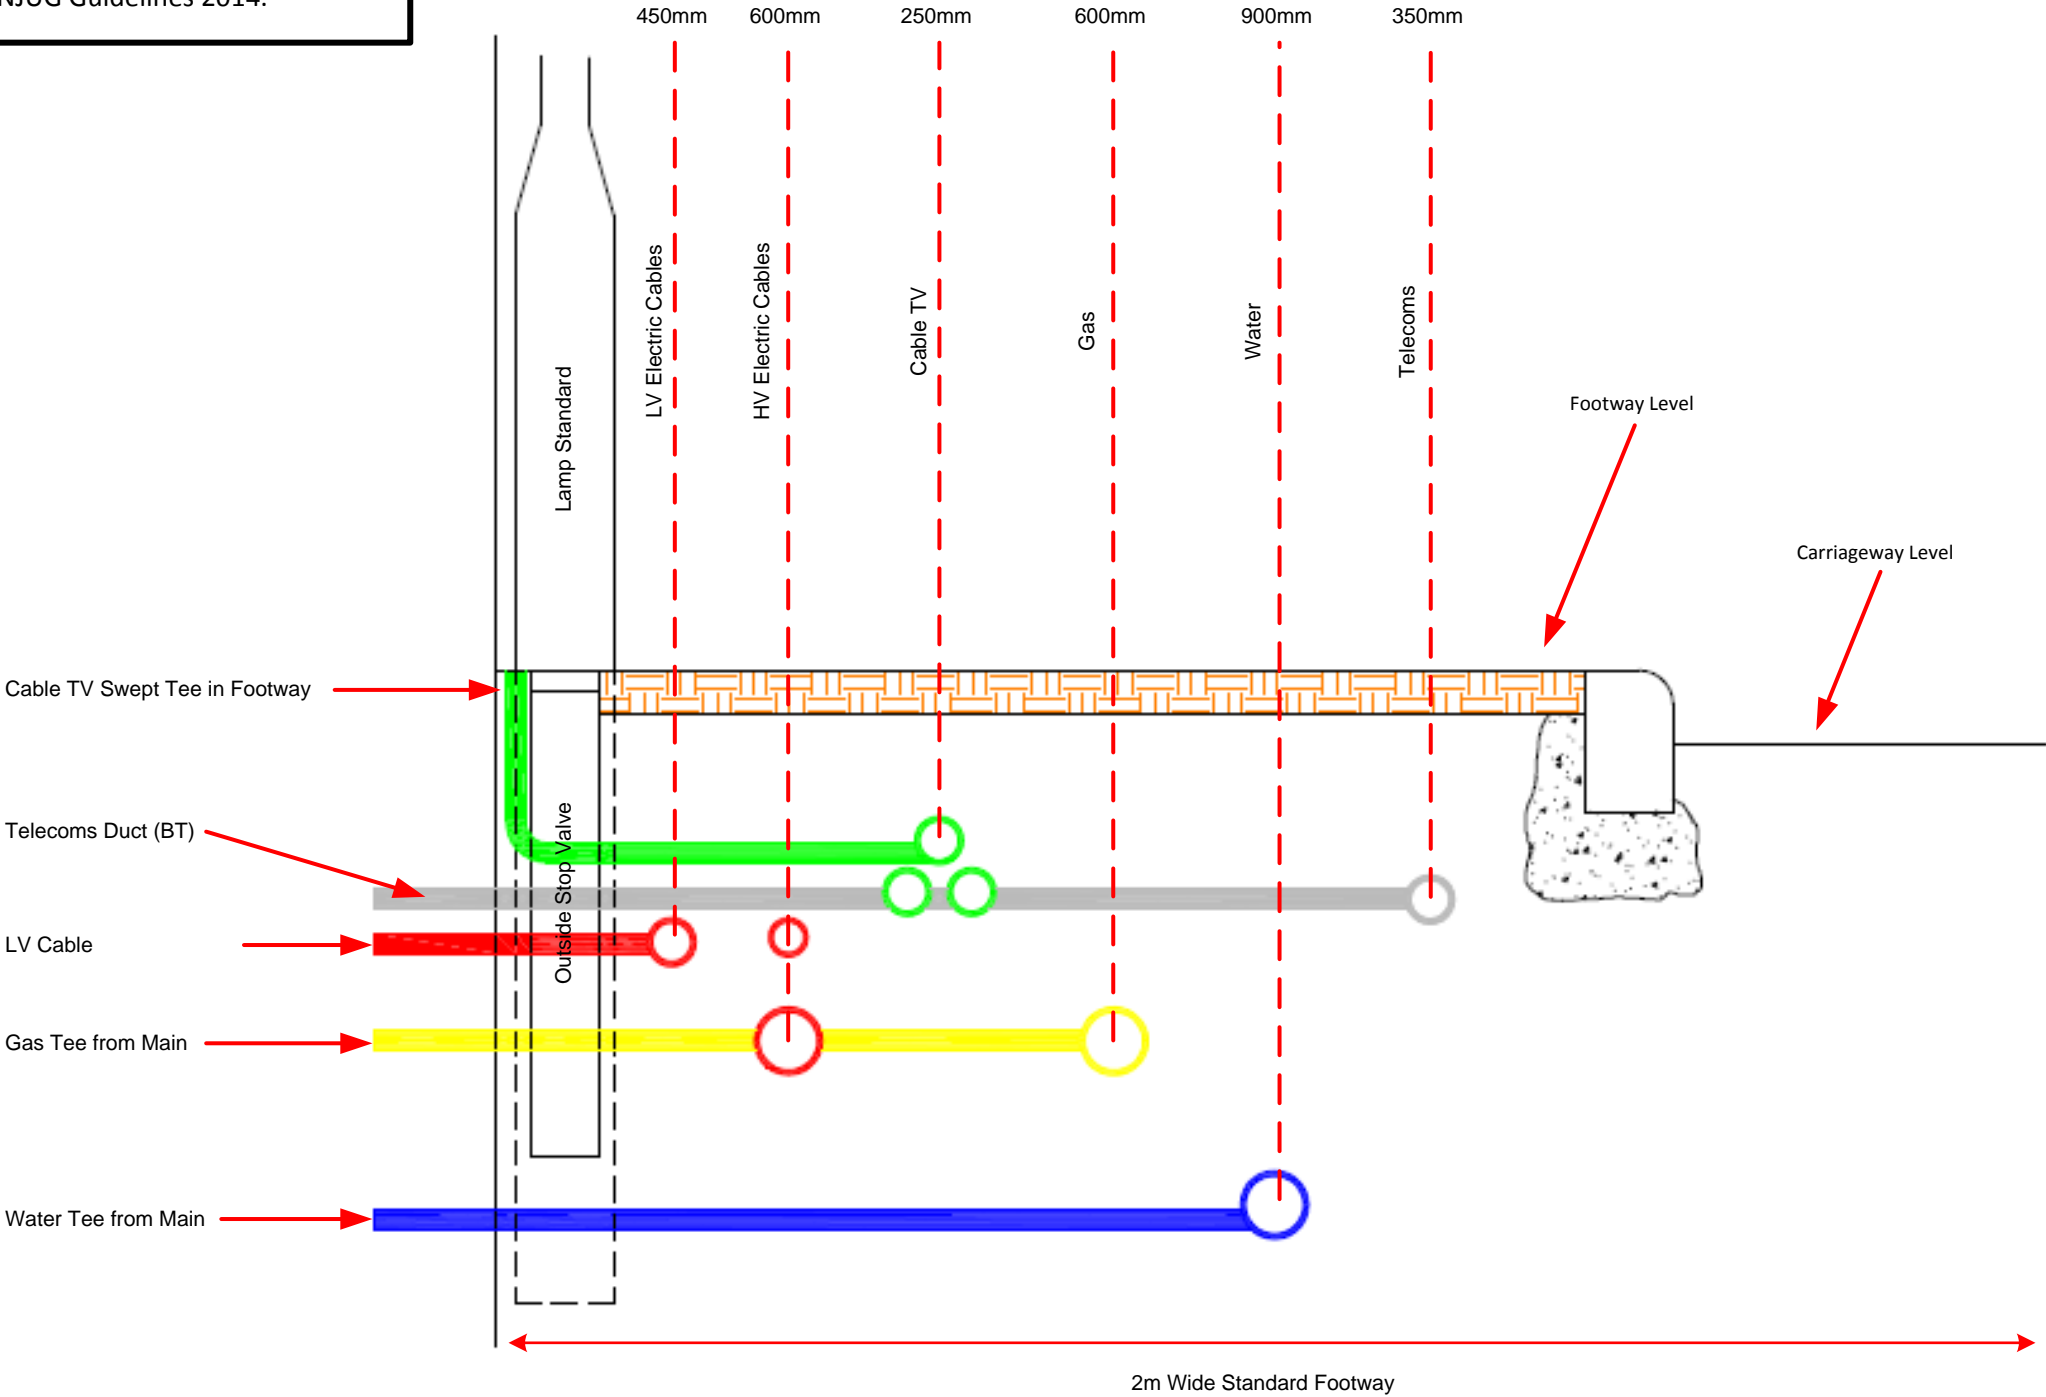 NJUG Guidelines 2014.
450mm 600mm 250mm 600mm 900mm 350mm
LV Electric Cables
HV Electric Cables
Cable TV
Gas
Water
Telecoms
Lamp Standard
Footway Level
Carriageway Level
Cable TV Swept Tee in Footway
Telecoms Duct (BT)
Outside Stop Valve
LV Cable
Gas Tee from Main
Water Tee from Main
2m Wide Standard Footway